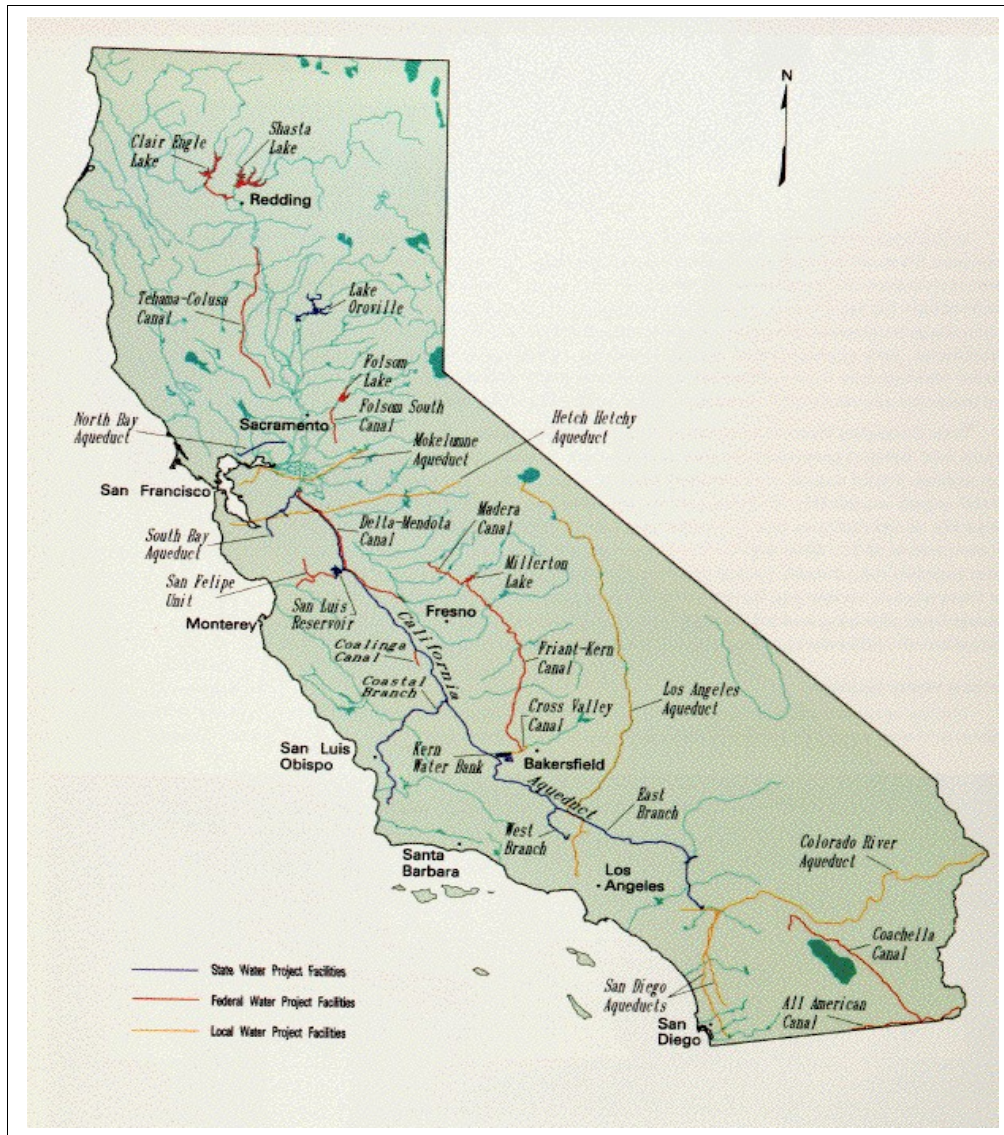 N
Clair Engle
Lake
Shasta
Lake
Redding
Tehama-Colusa
Canal
Lake
Oroville
Folsom
Lake
Folsom South
Canal
Sacramento
North Bay
Aqueduct
Hetch Hetchy
Aqueduct
Mokelumne
Aqueduct
San Francisco
Madera
Canal
Delta-Mendota
Canal
South Bay
Aqueduct
Millerton
Lake
San Felipe
Unit
San Luis
Reservoir
Fresno
Monterey
California
Coalinga
Canal
Friant-Kern
Canal
Coastal
Branch
Los Angeles
Aqueduct
Cross Valley
Canal
San Luis
Obispo
Kern
Water Bank
Bakersfield
Aqueduct
East
Branch
West
Branch
Santa
Barbara
Los
Angeles
Colorado River
Aqueduct
Coachella
Canal
State Water Project Facilities
Federal Water Project Facilities
Local Water Project Facilities
San Diego
Aqueducts
All American
Canal
San
Diego